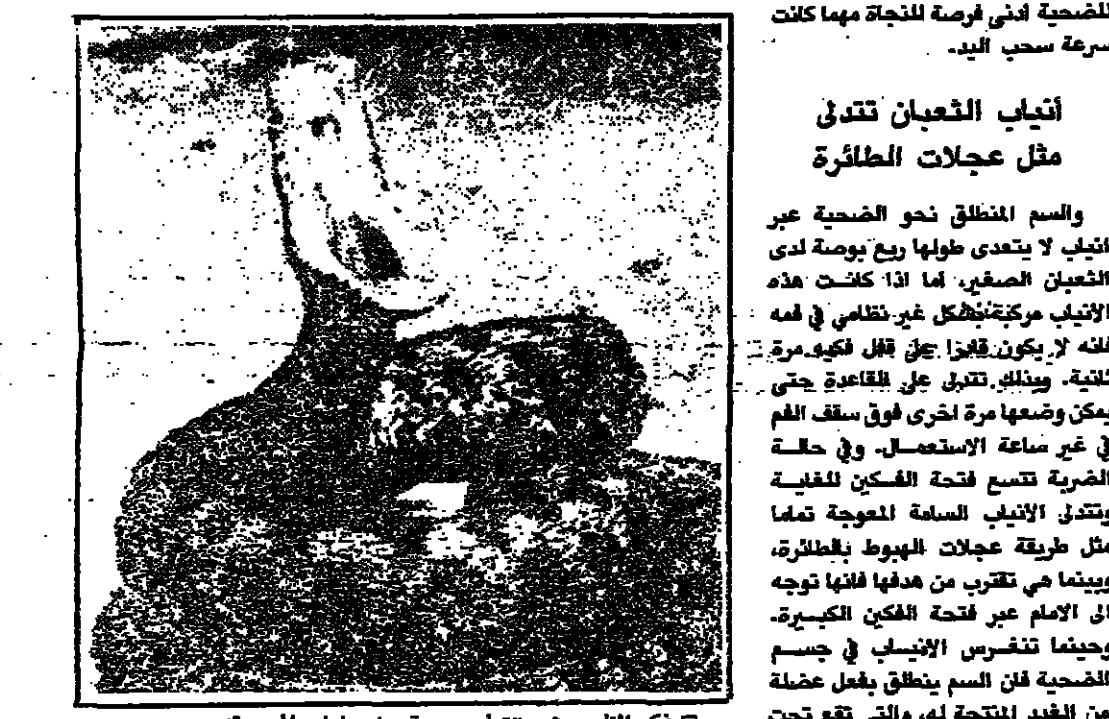 للضحية أدنى فرصة للنجاة مهما كانت
سرعة سحب اليد.
أنياب الثعبان تتدلى
مثل عجلات الطائرة
والسم المنطلق نحو الضحية عبر
انياب لا يتعدى طولها ربع بوصة لدى
الثعبان الصغير، اما اذا كانت هذه
الانياب مركبة بشكل غير نظامي في فمه
فانه لا يكون قادرا على قفل فكيه مرة
ثانية. وبذلك تتدلى على القاعدة حتى
يمكن وضعها مرة اخرى فوق سقف الفم
في غير ساعة الاستعمال. وفي حالة
الضربة تتسع فتحة الفكين للغاية
وتتدلى الانياب السامة المعوجة تماما
مثل طريقة عجلات الهبوط بالطائرة،
وبينما هي تقترب من هدفها فانها توجه
الى الامام عبر فتحة الفكين الكبيرة.
وحينما تنغرس الانياب في جسم
الضحية فان السم ينطلق بفعل عضلة
من الغدد المنتجة له، والتي تقع تحت